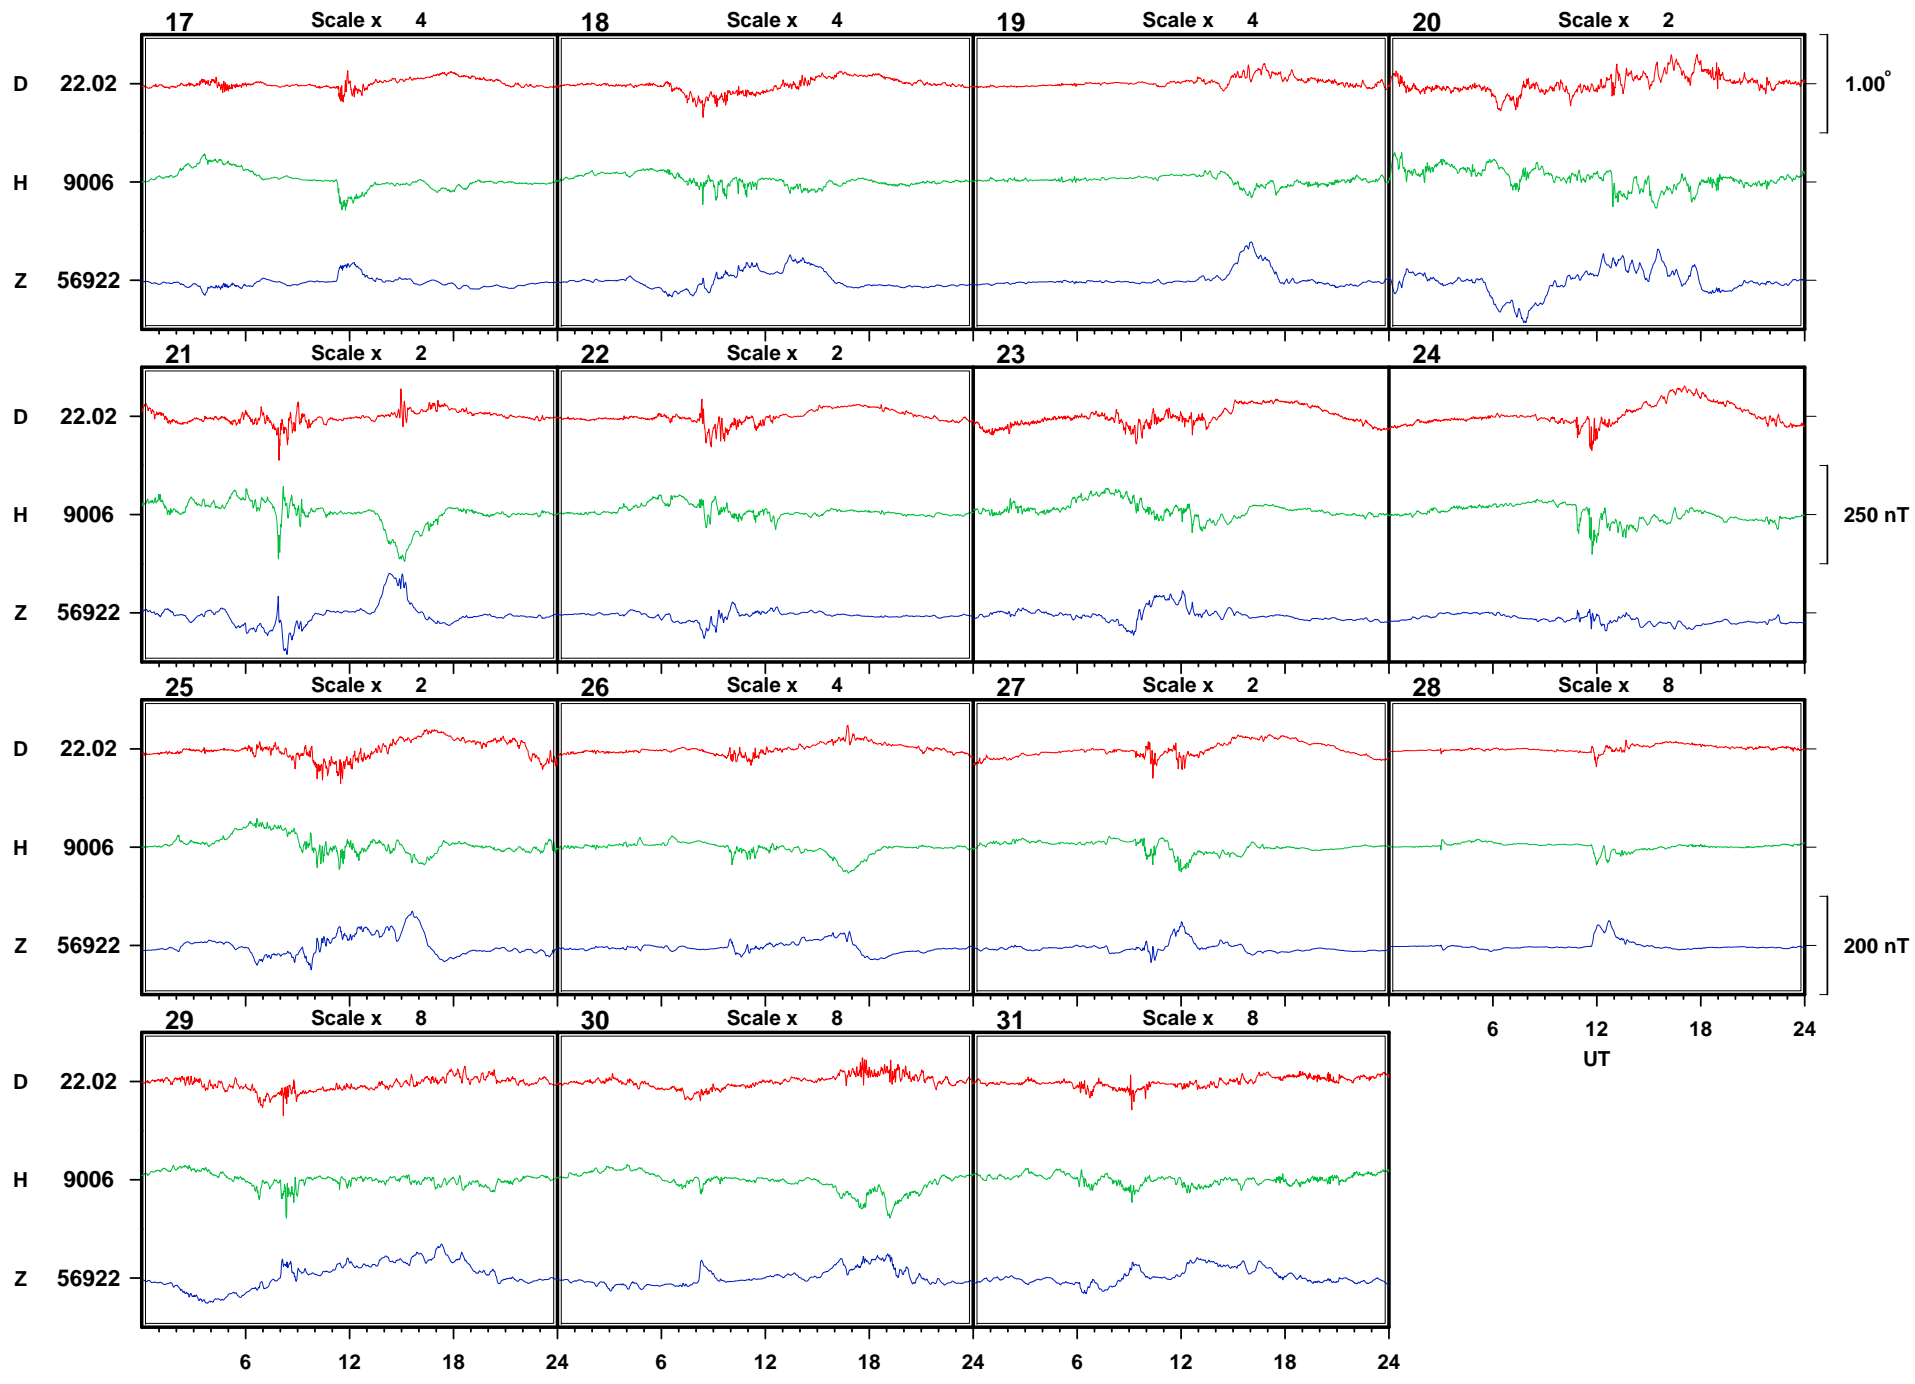 17 Scale x 4 18 Scale x 4 19 Scale x 4 20 Scale x 2
D 22.02 1.00°
H 9006
Z 56922
21 Scale x 2 22 Scale x 2 23 24
D 22.02
H 9006 250 nT
Z 56922
25 Scale x 2 26 Scale x 4 27 Scale x 2 28 Scale x 8
D 22.02
H 9006
Z 56922 200 nT
29 Scale x 8 30 Scale x 8 31 Scale x 8 6 12 18 24
UT
D 22.02
H 9006
Z 56922
6 12 18 24 6 12 18 24 6 12 18 24